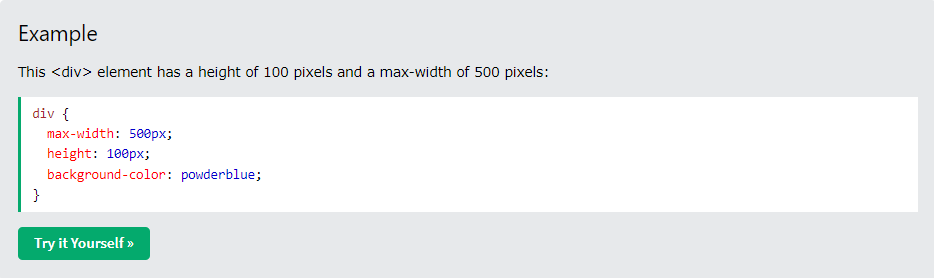 Example
This <div> element has a height of 100 pixels and a max-width of 500 pixels:
div {
  max-width: 500px;
  height: 100px;
  background-color: powderblue;
}
Try it Yourself »